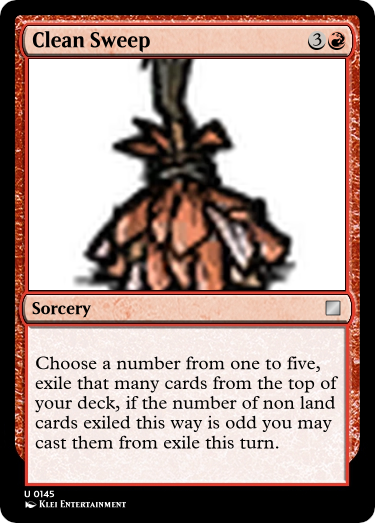 Clean Sweep 3
Sorcery
Choose a number from one to five,
exile that many cards from the top of
your deck, if the number of non land
cards exiled this way is odd you may
cast them from exile this turn.
U 0145
Klei Entertainment